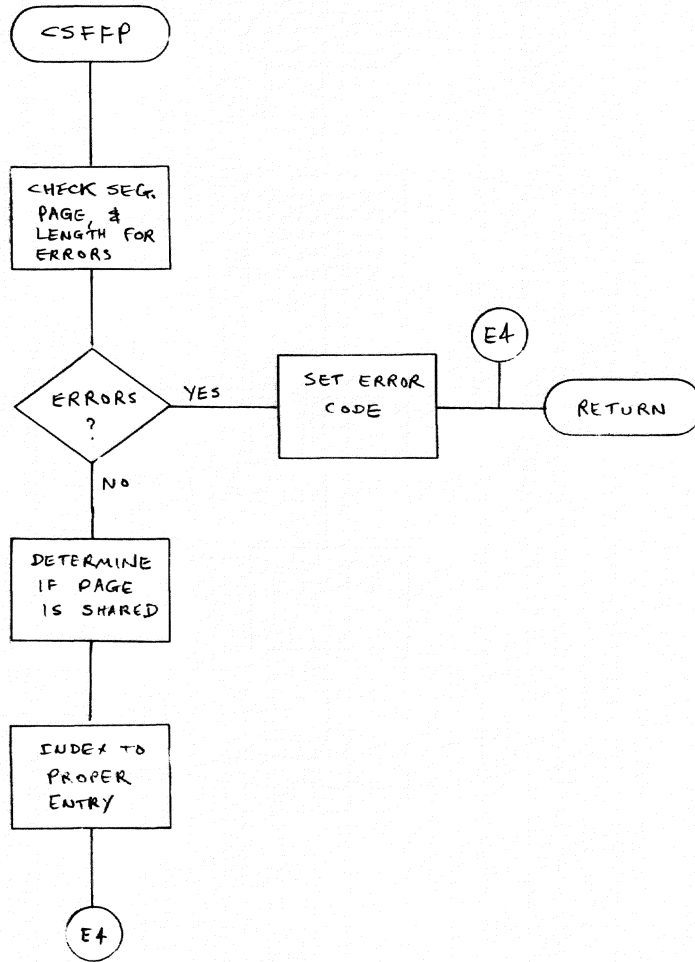 CSFFP
CHECK SEG.
PAGE, &
LENGTH FOR
ERRORS
ERRORS
?
YES
SET ERROR
CODE
E4
RETURN
NO
DETERMINE
IF PAGE
IS SHARED
INDEX TO
PROPER
ENTRY
E4